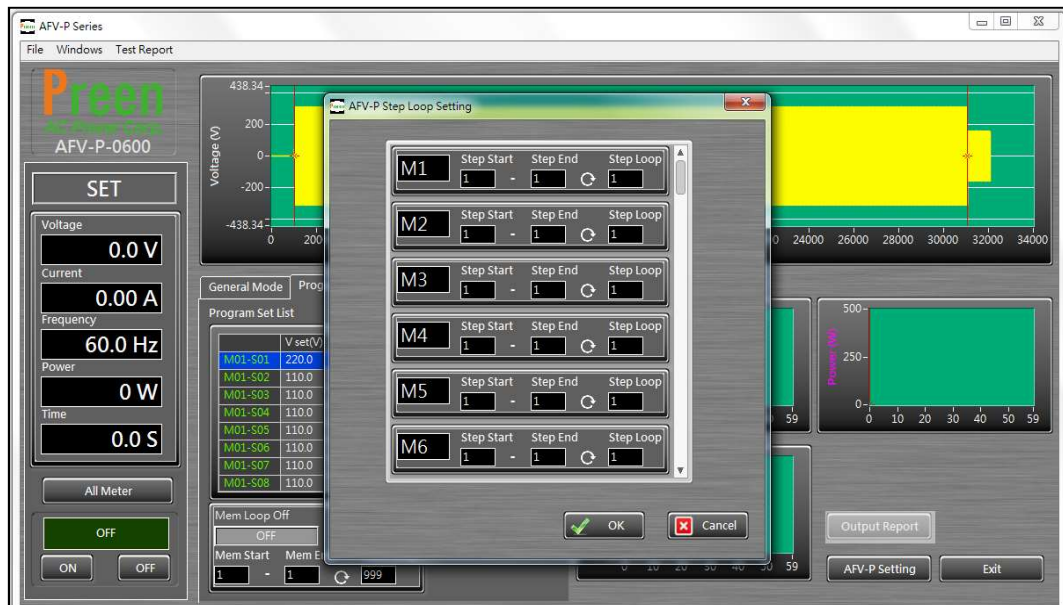 AFV-P Series
File Windows Test Report
Preen
AC Power Corp.
AFV-P-0600
SET
Voltage
0.0 V
Current
0.00 A
Frequency
60.0 Hz
Power
0 W
Time
0.0 S
All Meter
OFF
ON OFF
438.34
200
0
-200
-438.34
Voltage (V)
0 200
0 24000 26000 28000 30000 32000 34000
General Mode Prog
Program Set List
V set(V)
M01-S01 220.0
M01-S02 110.0
M01-S03 110.0
M01-S04 110.0
M01-S05 110.0
M01-S06 110.0
M01-S07 110.0
M01-S08 110.0
Mem Loop Off
OFF
Mem Start Mem E
1 - 1 999
AFV-P Step Loop Setting
M1 Step Start Step End Step Loop
1 - 1 1
M2 Step Start Step End Step Loop
1 - 1 1
M3 Step Start Step End Step Loop
1 - 1 1
M4 Step Start Step End Step Loop
1 - 1 1
M5 Step Start Step End Step Loop
1 - 1 1
M6 Step Start Step End Step Loop
1 - 1 1
OK Cancel
59
500
250
0
Power (W)
0 10 20 30 40 50 59
0 10 20 30 40 50 59
Output Report
AFV-P Setting Exit